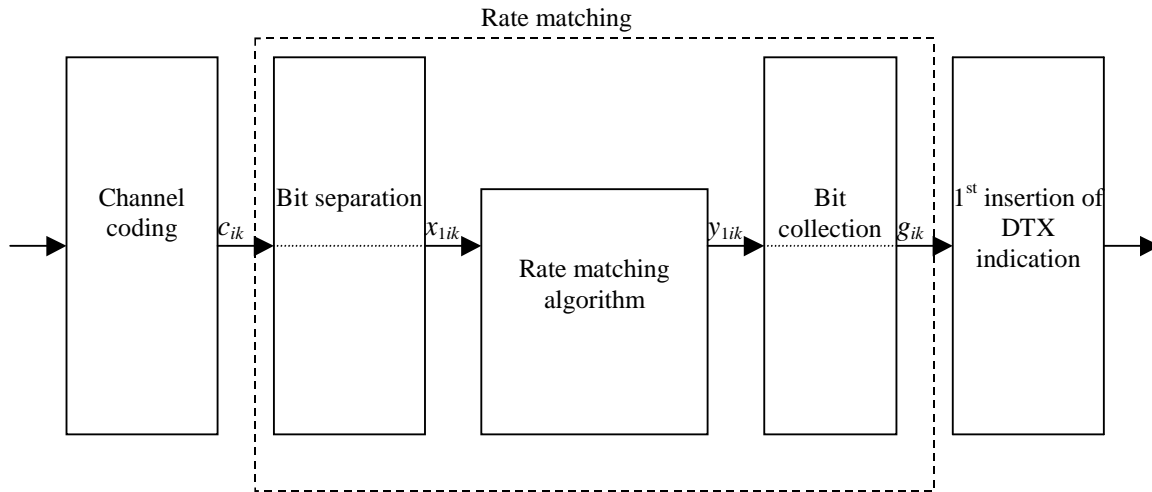 Rate matching
Channel
coding
c_ik
Bit separation
x_1ik
Rate matching
algorithm
y_1ik
Bit
collection
g_ik
1st insertion of
DTX
indication